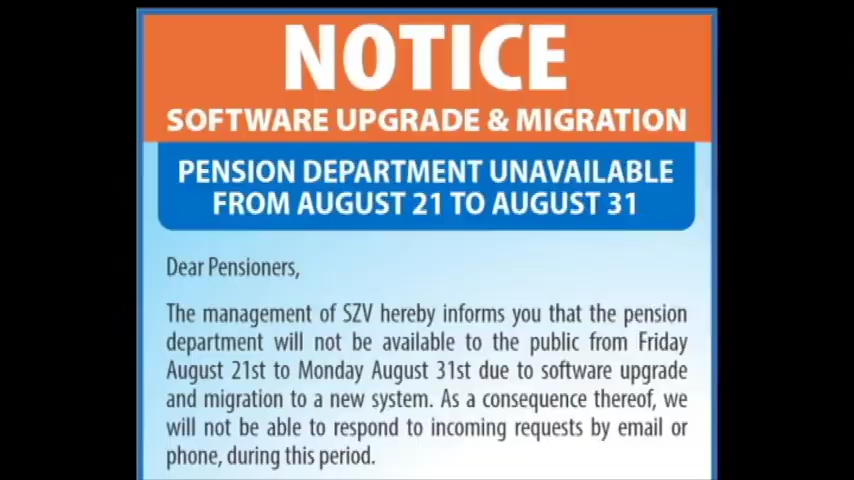 NOTICE
SOFTWARE UPGRADE & MIGRATION
PENSION DEPARTMENT UNAVAILABLE
FROM AUGUST 21 TO AUGUST 31
Dear Pensioners,
The management of SZV hereby informs you that the pension
department will not be available to the public from Friday
August 21st to Monday August 31st due to software upgrade
and migration to a new system. As a consequence thereof, we
will not be able to respond to incoming requests by email or
phone, during this period.